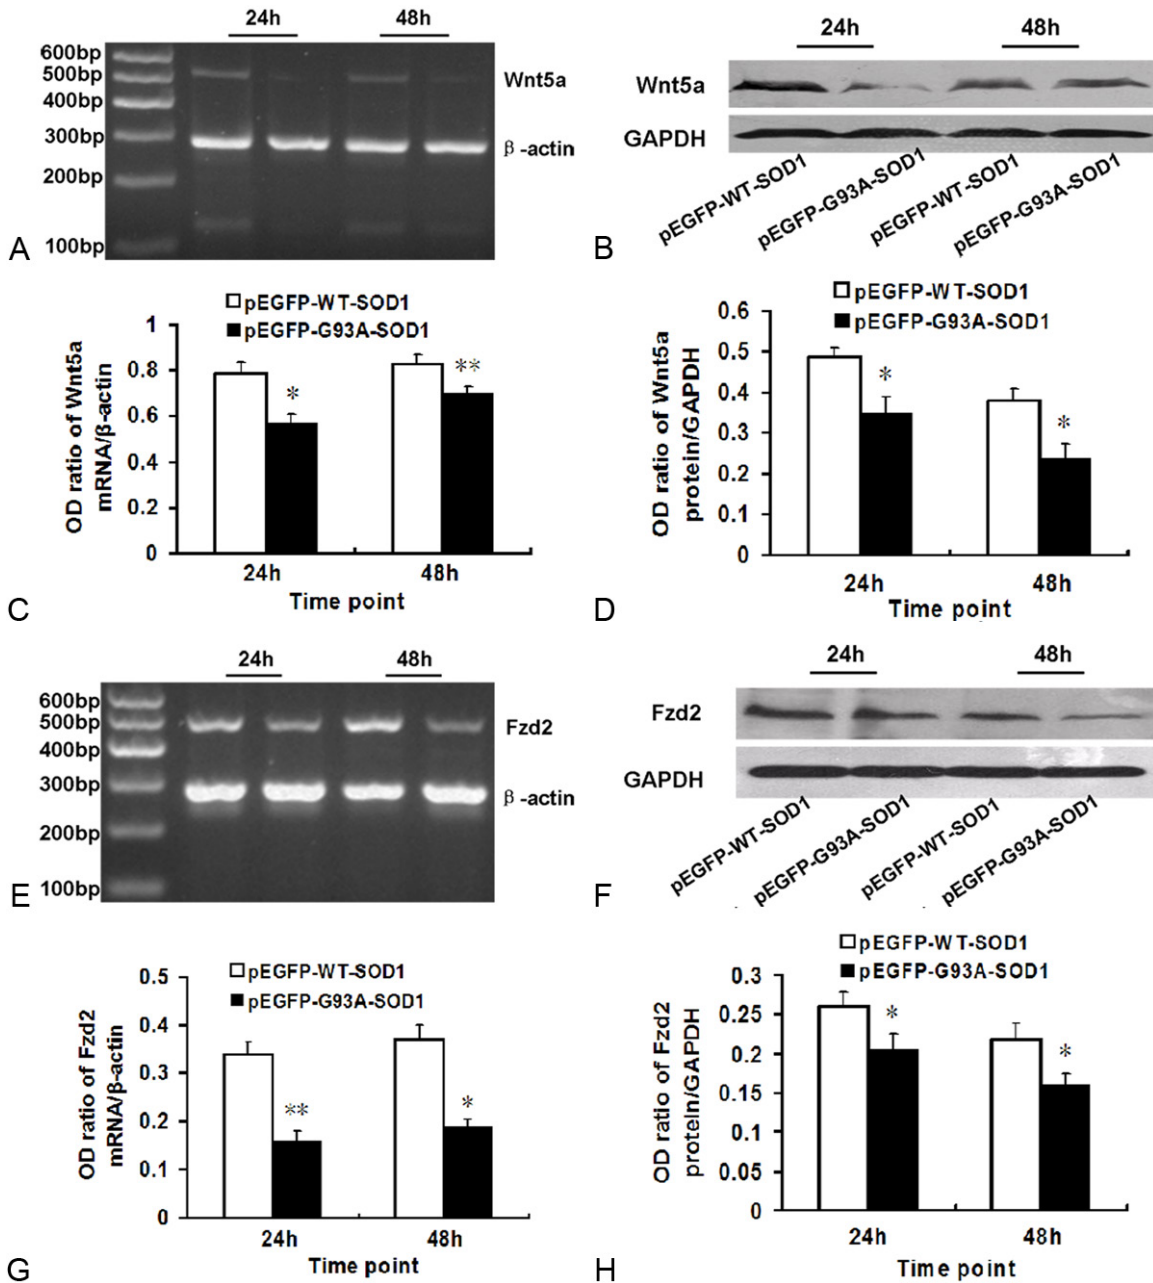 24h 48h
600bp
500bp
400bp
300bp
200bp
100bp
Wnt5a
β-actin
A
24h 48h
Wnt5a
GAPDH
pEGFP-WT-SOD1
pEGFP-G93A-SOD1
pEGFP-WT-SOD1
pEGFP-G93A-SOD1
B
pEGFP-WT-SOD1
pEGFP-G93A-SOD1
OD ratio of Wnt5a
mRNA/β-actin
1
0.8
0.6
0.4
0.2
0
*
**
24h 48h
Time point
C
pEGFP-WT-SOD1
pEGFP-G93A-SOD1
OD ratio of Wnt5a
protein/GAPDH
0.6
0.5
0.4
0.3
0.2
0.1
0
*
*
24h 48h
Time point
D
24h 48h
600bp
500bp
400bp
300bp
200bp
100bp
Fzd2
β-actin
E
24h 48h
Fzd2
GAPDH
pEGFP-WT-SOD1
pEGFP-G93A-SOD1
pEGFP-WT-SOD1
pEGFP-G93A-SOD1
F
pEGFP-WT-SOD1
pEGFP-G93A-SOD1
OD ratio of Fzd2
mRNA/β-actin
0.5
0.4
0.3
0.2
0.1
0
**
*
24h 48h
Time point
G
pEGFP-WT-SOD1
pEGFP-G93A-SOD1
OD ratio of Fzd2
protein/GAPDH
0.3
0.25
0.2
0.15
0.1
0.05
0
*
*
24h 48h
Time point
H